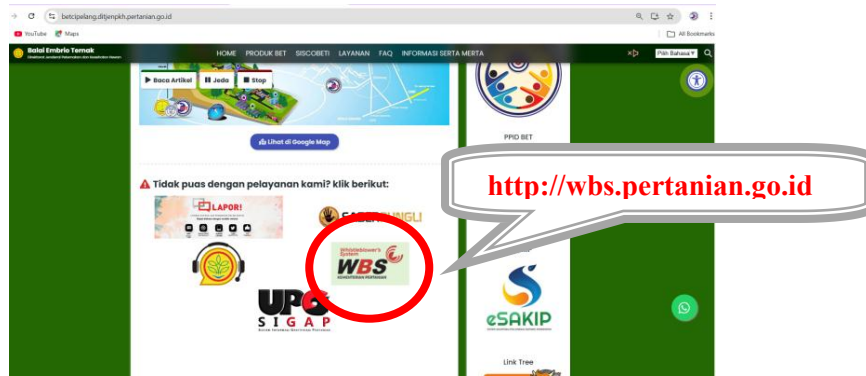 betcipelang.ditjenpkh.pertanian.go.id
YouTube Maps All Bookmarks
Balai Embrio Ternak
HOME PRODUK BET SISCOBETI LAYANAN FAQ INFORMASI SERTA MERTA Pilih Bahasa
Baca Artikel Jeda Stop
Lihat di Google Map
PPID BET
http://wbs.pertanian.go.id
Tidak puas dengan pelayanan kami? klik berikut:
LAPOR!
Whistleblower's
System
WBS
KEMENTERIAN PERTANIAN
UPG
SIGAP
eSAKIP
Link Tree